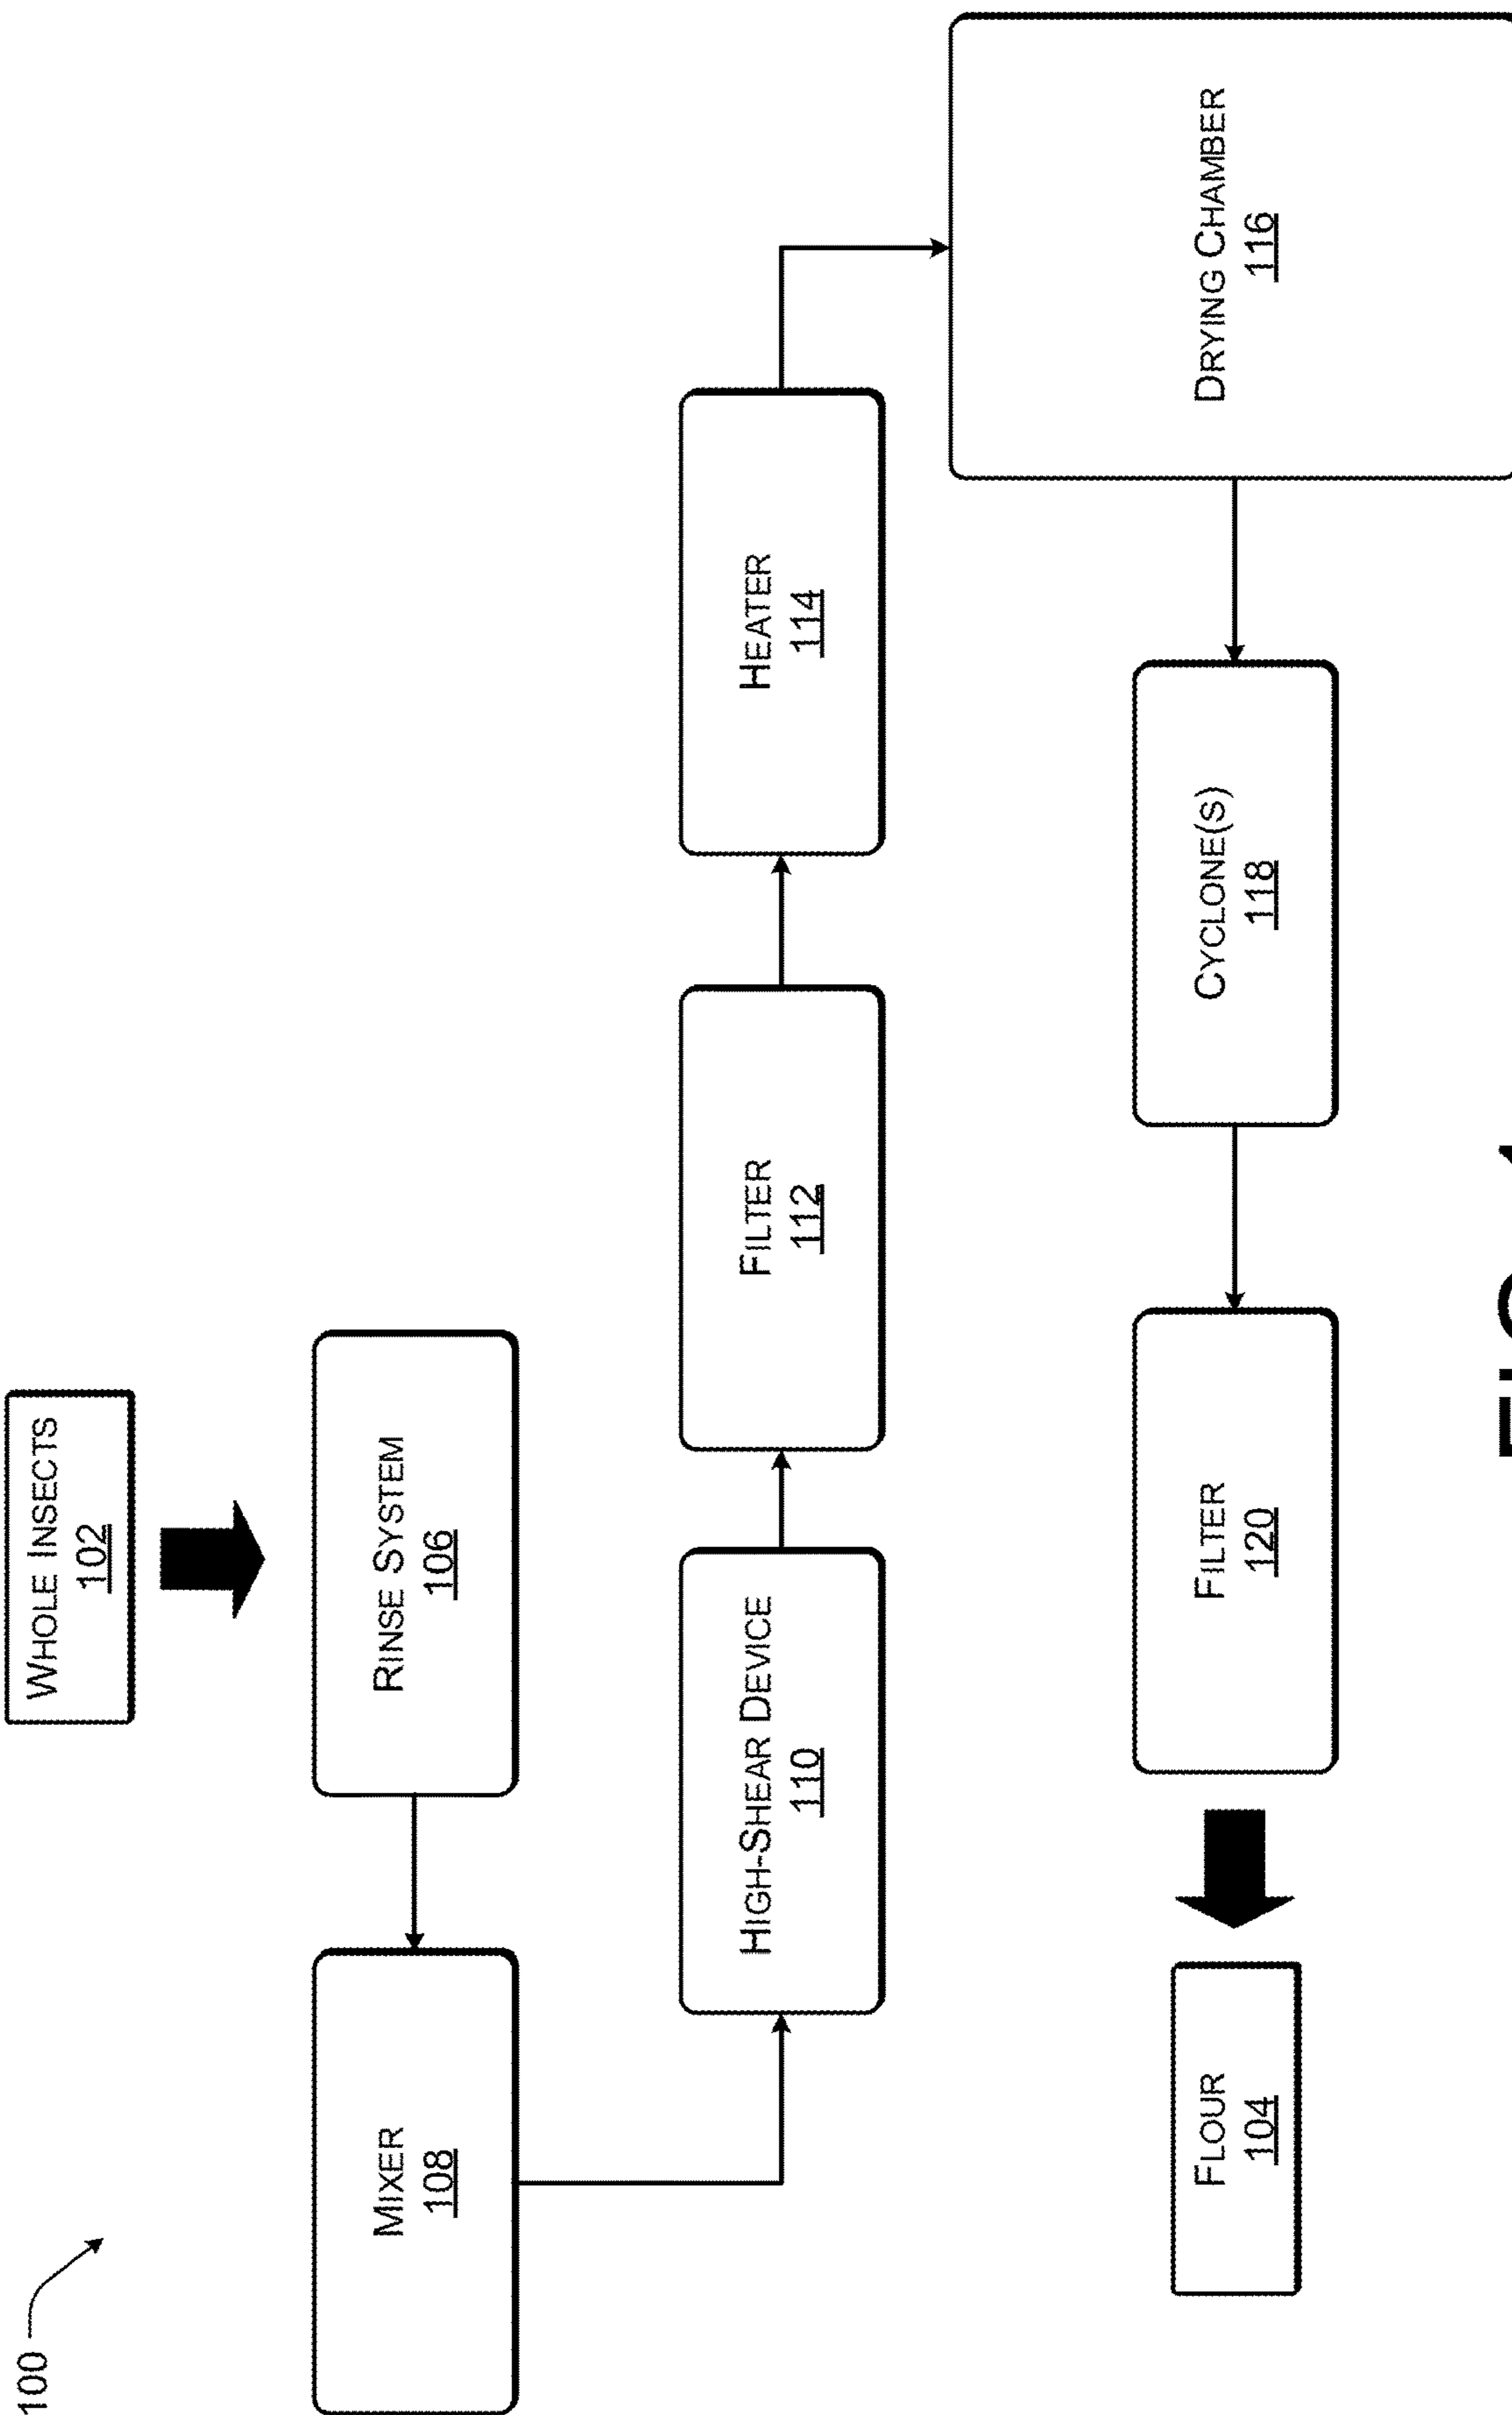 100
WHOLE INSECTS
102
MIXER
108
RINSE SYSTEM
106
HIGH-SHEAR DEVICE
110
FILTER
112
HEATER
114
FLOUR
104
FILTER
120
CYCLONE(S)
118
DRYING CHAMBER
116